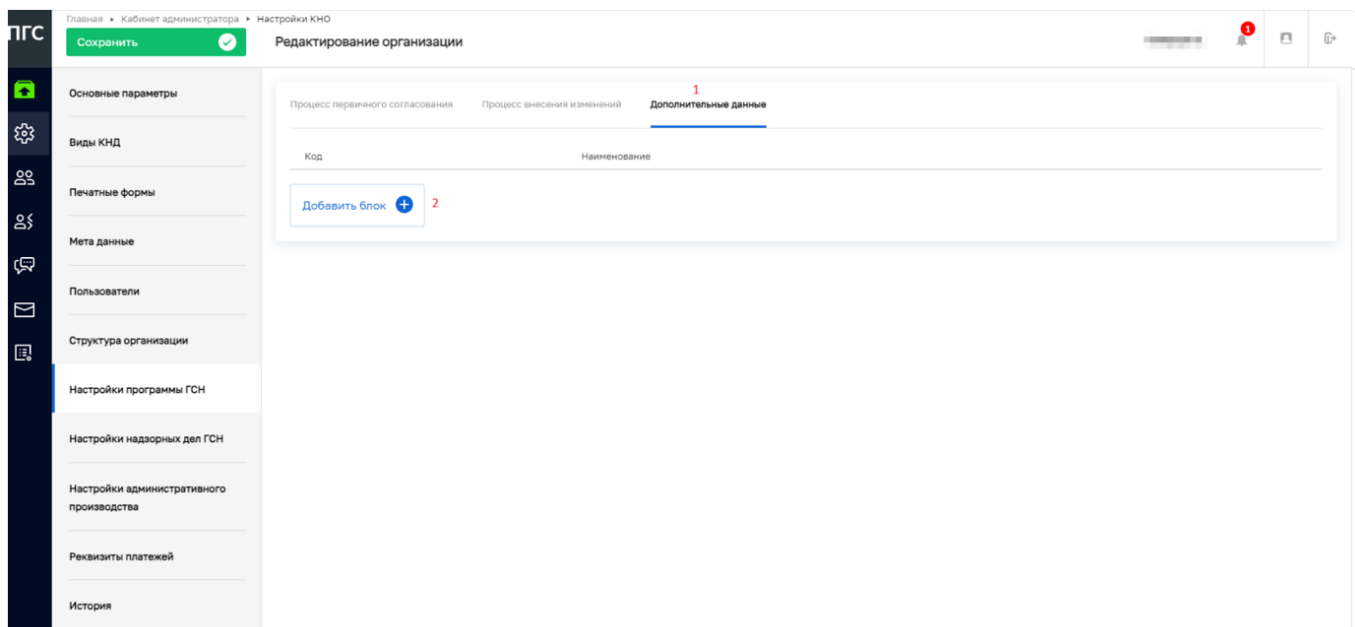 Главная ▸ Кабинет администратора ▸ Настройки КНО
ПГС
Сохранить
Редактирование организации
1
Основные параметры
Виды КНД
Печатные формы
Мета данные
Пользователи
Структура организации
Настройки программы ГСН
Настройки надзорных дел ГСН
Настройки административного
производства
Реквизиты платежей
История
1
Процесс первичного согласования Процесс внесения изменений Дополнительные данные
Код Наименование
Добавить блок 2